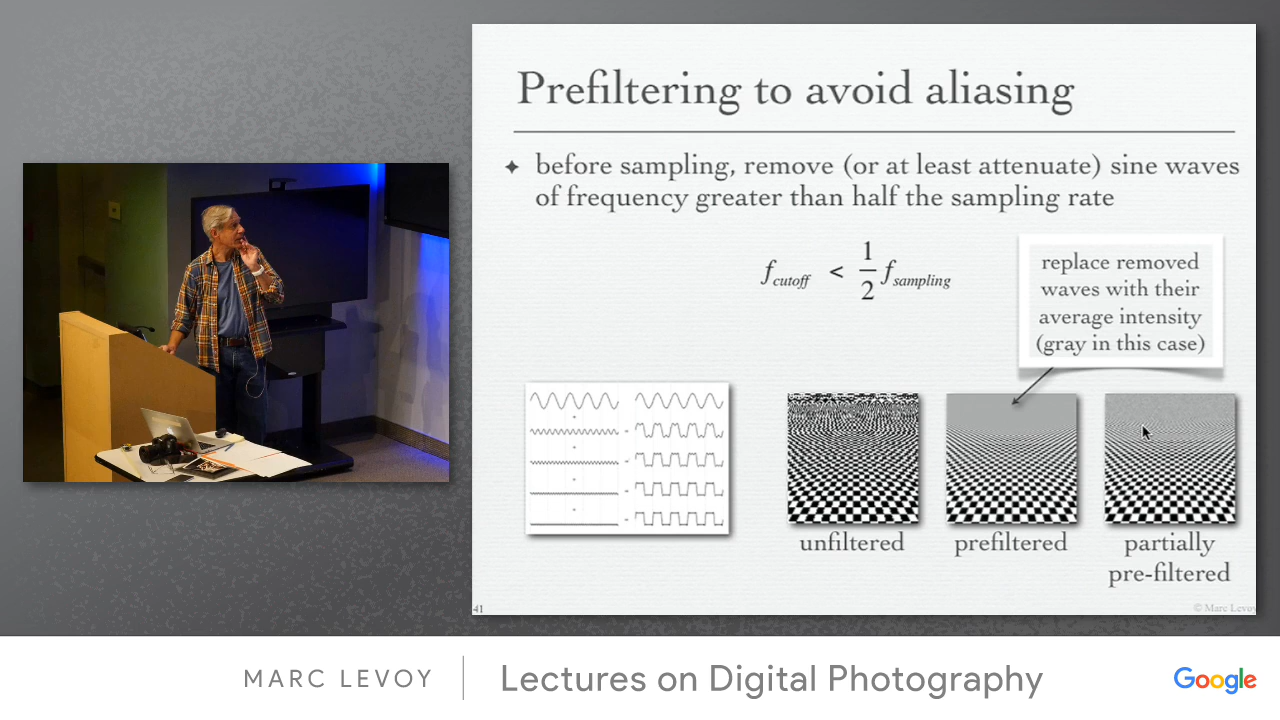 Prefiltering to avoid aliasing
✦ before sampling, remove (or at least attenuate) sine waves
of frequency greater than half the sampling rate
f_cutoff < 1/2 f_sampling
replace removed
waves with their
average intensity
(gray in this case)
unfiltered
prefiltered
partially
pre-filtered
41
© Marc Levoy
MARC LEVOY
Lectures on Digital Photography
Google